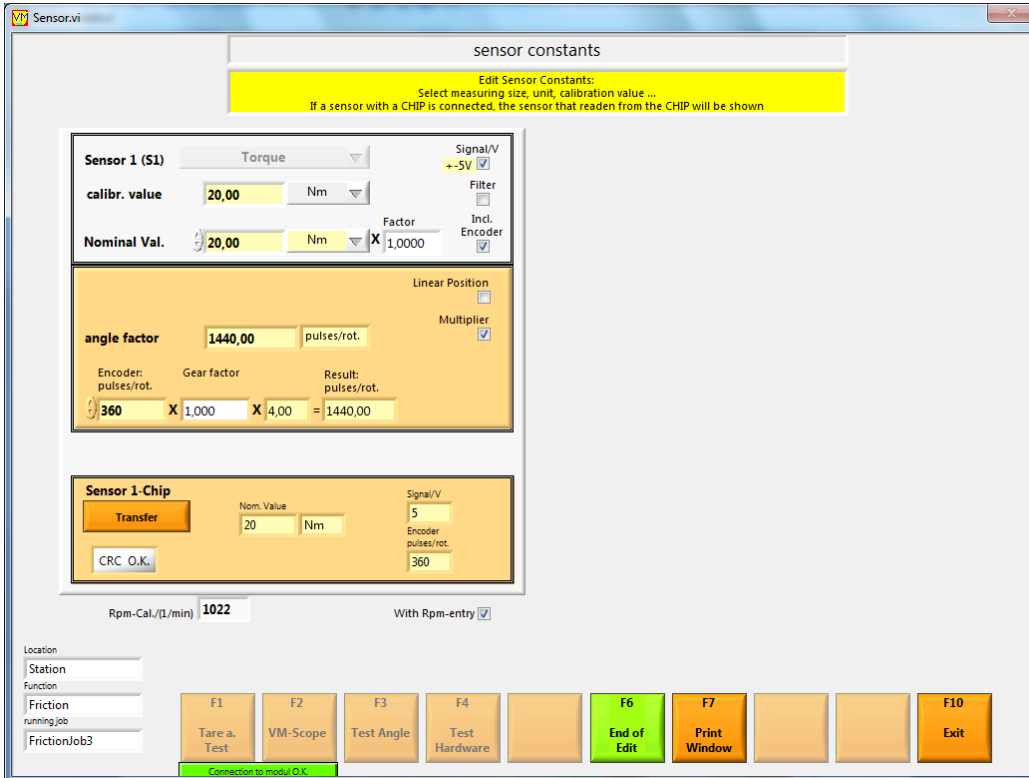 VM Sensor.vi
sensor constants
Edit Sensor Constants:
Select measuring size, unit, calibration value ...
If a sensor with a CHIP is connected, the sensor that readen from the CHIP will be shown
Sensor 1 (S1) Torque Signal/V
+-5V
calibr. value 20,00 Nm Filter
Factor Incl.
Encoder
Nominal Val. 20,00 Nm X 1,0000
Linear Position
Multiplier
angle factor 1440,00 pulses/rot.
Encoder:
pulses/rot.
Gear factor
Result:
pulses/rot.
360 X 1,000 X 4,00 = 1440,00
Sensor 1-Chip
Transfer
Nom. Value
20 Nm
Signal/V
5
Encoder
pulses/rot.
360
CRC O.K.
Rpm-Cal./(1/min) 1022 With Rpm-entry
Location
Station
Function
Friction
running job
FrictionJob3
F1
Tare a.
Test
F2
VM-Scope
F3
Test Angle
F4
Test
Hardware
F6
End of
Edit
F7
Print
Window
F10
Exit
Connection to modul O.K.